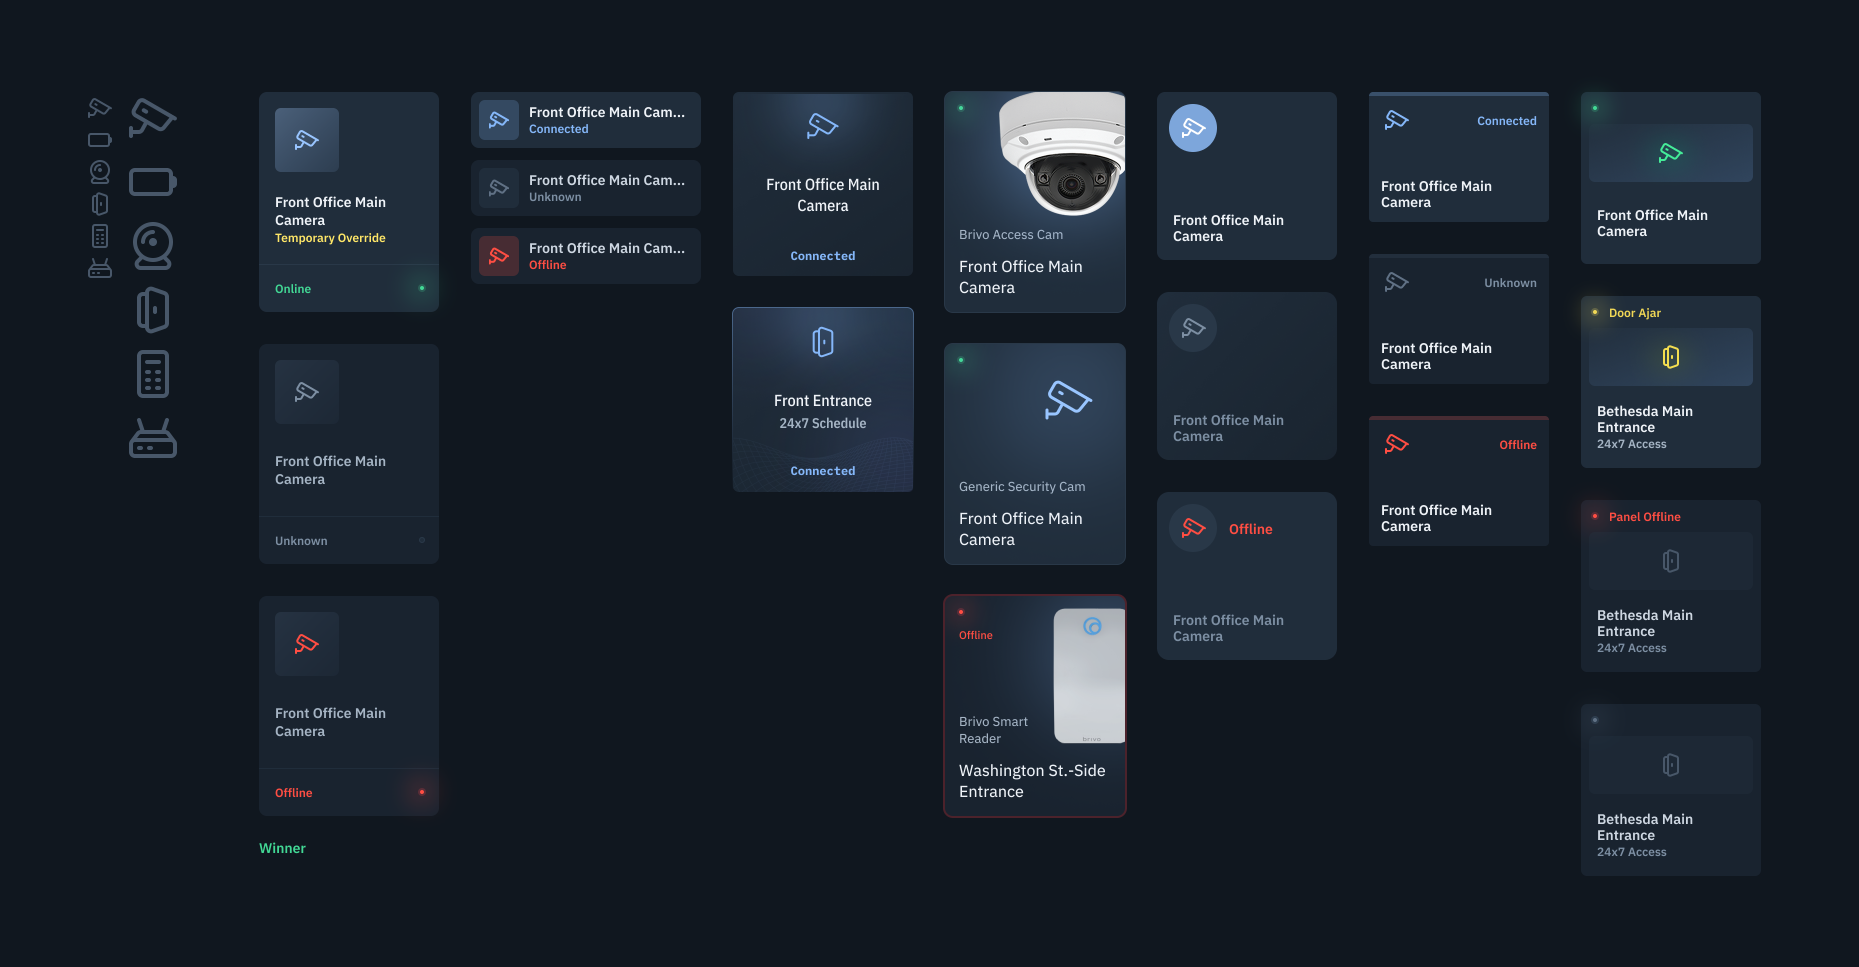 Front Office Main
Camera
Temporary Override
Online
Front Office Main
Camera
Unknown
Front Office Main
Camera
Offline
Winner
Front Office Main Cam...
Connected
Front Office Main Cam...
Unknown
Front Office Main Cam...
Offline
Front Office Main
Camera
Connected
Front Entrance
24x7 Schedule
Connected
Brivo Access Cam
Front Office Main
Camera
Generic Security Cam
Front Office Main
Camera
Offline
brivo
Brivo Smart
Reader
Washington St.-Side
Entrance
Front Office Main
Camera
Front Office Main
Camera
Offline
Front Office Main
Camera
Connected
Front Office Main
Camera
Unknown
Front Office Main
Camera
Offline
Front Office Main
Camera
Front Office Main
Camera
Door Ajar
Bethesda Main
Entrance
24x7 Access
Panel Offline
Bethesda Main
Entrance
24x7 Access
Bethesda Main
Entrance
24x7 Access